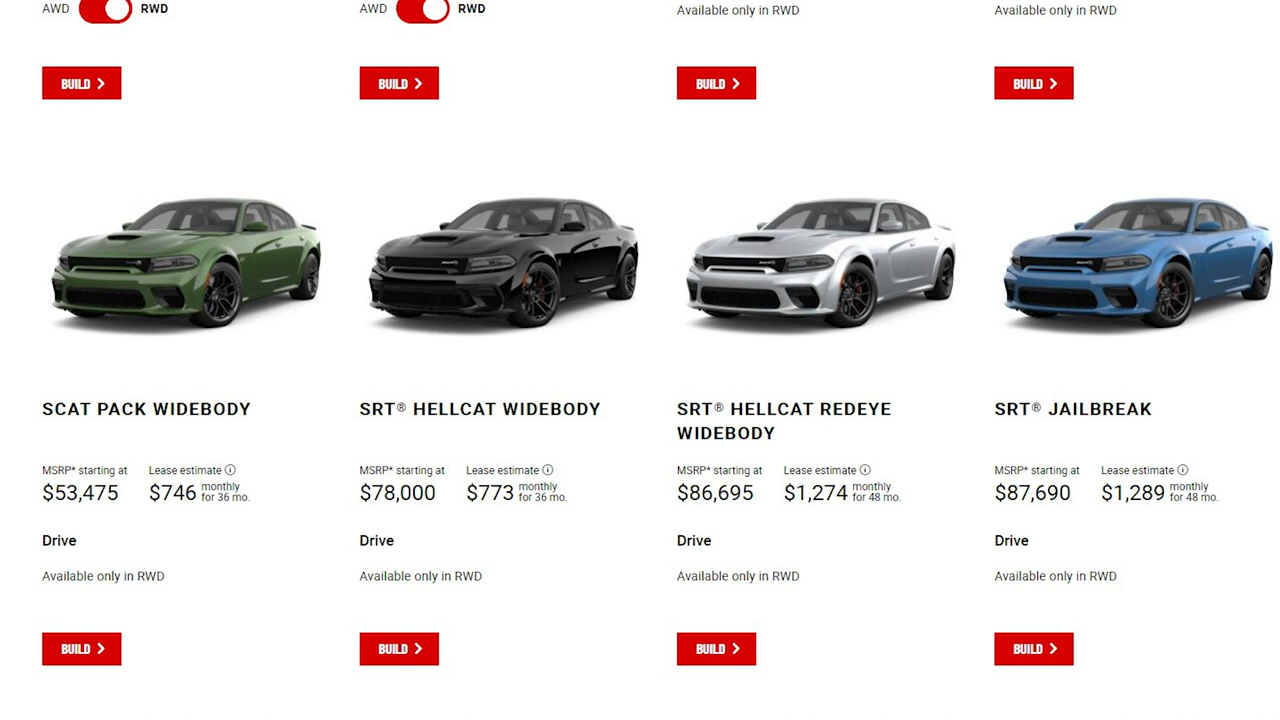 AWD RWD AWD RWD Available only in RWD Available only in RWD
BUILD BUILD BUILD BUILD
SCAT PACK WIDEBODY
MSRP* starting at Lease estimate
$53,475 $746 monthly for 36 mo.
Drive
Available only in RWD
BUILD
SRT® HELLCAT WIDEBODY
MSRP* starting at Lease estimate
$78,000 $773 monthly for 36 mo.
Drive
Available only in RWD
BUILD
SRT® HELLCAT REDEYE
WIDEBODY
MSRP* starting at Lease estimate
$86,695 $1,274 monthly for 48 mo.
Drive
Available only in RWD
BUILD
SRT® JAILBREAK
MSRP* starting at Lease estimate
$87,690 $1,289 monthly for 48 mo.
Drive
Available only in RWD
BUILD